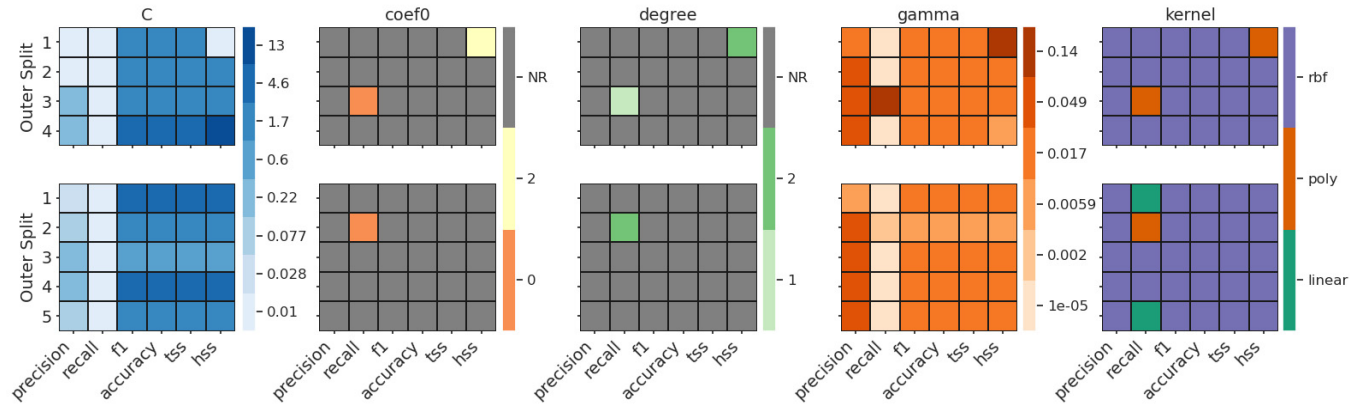 C
coef0
degree
gamma
kernel
Outer Split
1
2
3
4
Outer Split
1
2
3
4
5
13
4.6
1.7
0.6
0.22
0.077
0.028
0.01
NR
2
0
NR
2
1
0.14
0.049
0.017
0.0059
0.002
1e-05
rbf
poly
linear
precision
recall
f1
accuracy
tss
hss
precision
recall
f1
accuracy
tss
hss
precision
recall
f1
accuracy
tss
hss
precision
recall
f1
accuracy
tss
hss
precision
recall
f1
accuracy
tss
hss